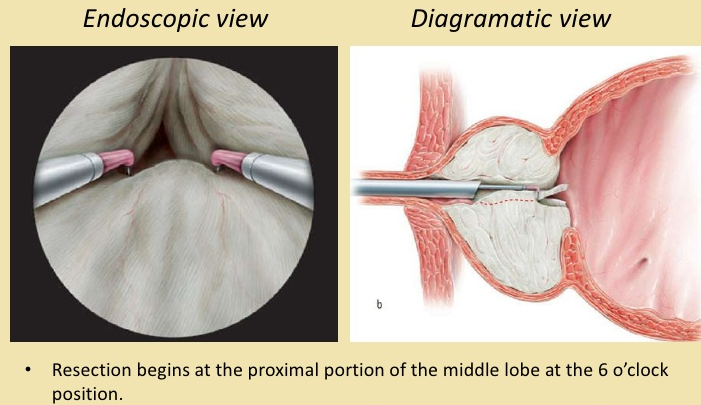 Endoscopic view
Diagramatic view
b
• Resection begins at the proximal portion of the middle lobe at the 6 o’clock
position.